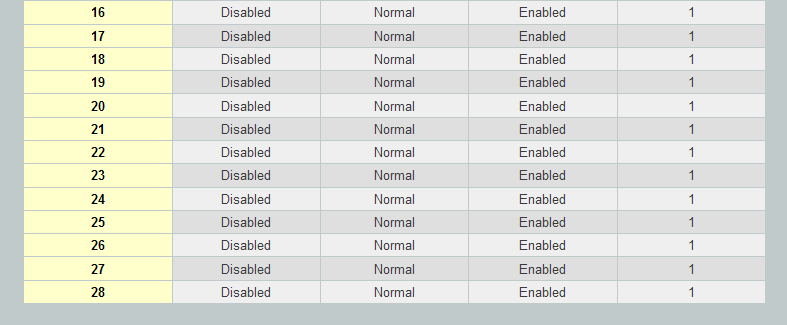 16 Disabled Normal Enabled 1
17 Disabled Normal Enabled 1
18 Disabled Normal Enabled 1
19 Disabled Normal Enabled 1
20 Disabled Normal Enabled 1
21 Disabled Normal Enabled 1
22 Disabled Normal Enabled 1
23 Disabled Normal Enabled 1
24 Disabled Normal Enabled 1
25 Disabled Normal Enabled 1
26 Disabled Normal Enabled 1
27 Disabled Normal Enabled 1
28 Disabled Normal Enabled 1